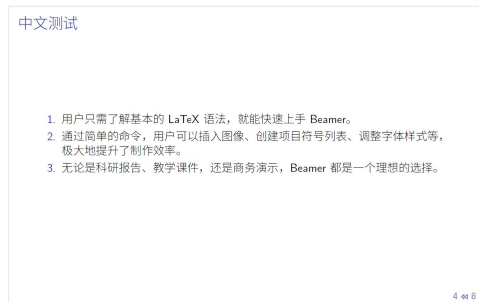 中文测试
1. 用户只需了解基本的 LaTeX 语法，就能快速上手 Beamer。
2. 通过简单的命令，用户可以插入图像、创建项目符号列表、调整字体样式等，
极大地提升了制作效率。
3. 无论是科研报告、教学课件，还是商务演示，Beamer 都是一个理想的选择。
4 ⋘ 8